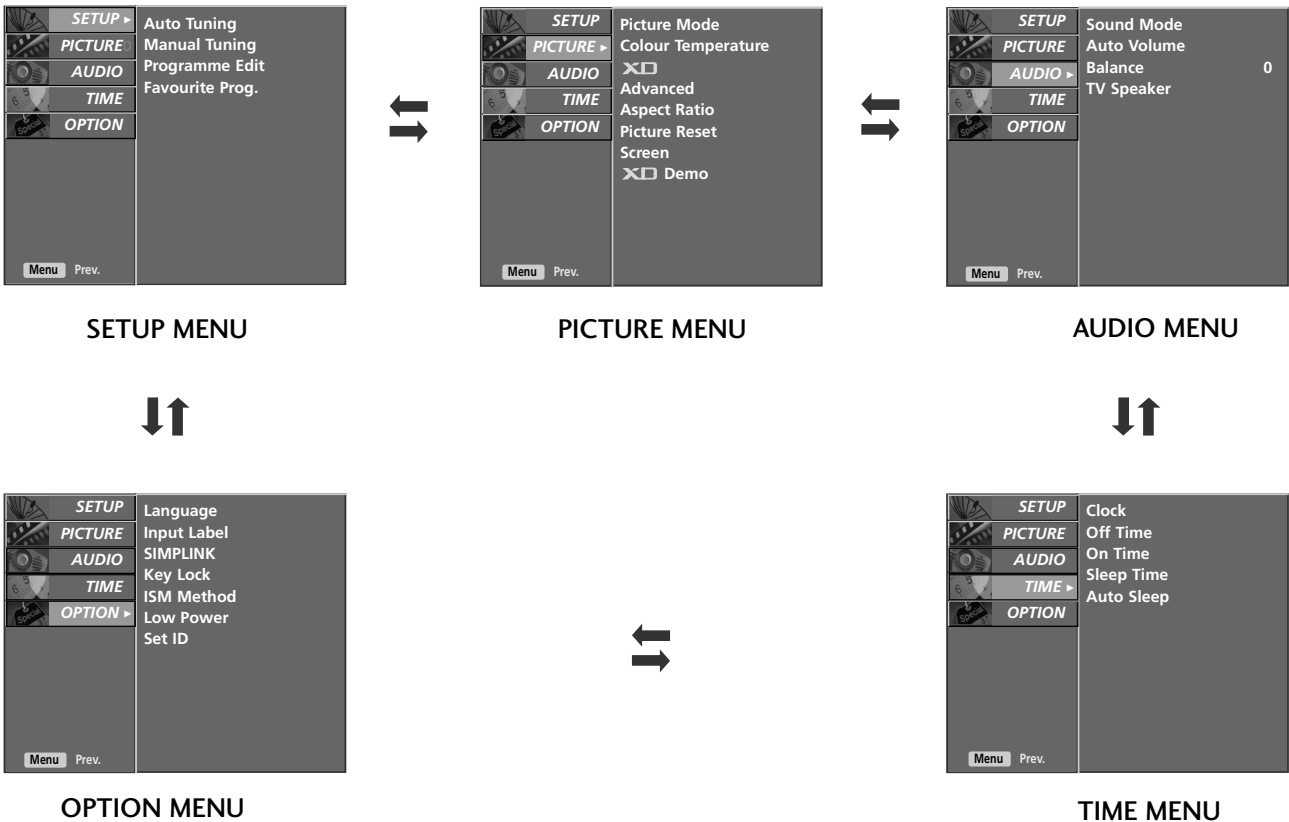 SETUP
PICTURE
AUDIO
TIME
OPTION
Auto Tuning
Manual Tuning
Programme Edit
Favourite Prog.
Menu Prev.
SETUP MENU
SETUP
PICTURE
AUDIO
TIME
OPTION
Picture Mode
Colour Temperature
XD
Advanced
Aspect Ratio
Picture Reset
Screen
XD Demo
Menu Prev.
PICTURE MENU
SETUP
PICTURE
AUDIO
TIME
OPTION
Sound Mode
Auto Volume
Balance 0
TV Speaker
Menu Prev.
AUDIO MENU
SETUP
PICTURE
AUDIO
TIME
OPTION
Special
Language
Input Label
SIMPLINK
Key Lock
ISM Method
Low Power
Set ID
Menu Prev.
OPTION MENU
SETUP
PICTURE
AUDIO
TIME
OPTION
Clock
Off Time
On Time
Sleep Time
Auto Sleep
Menu Prev.
TIME MENU